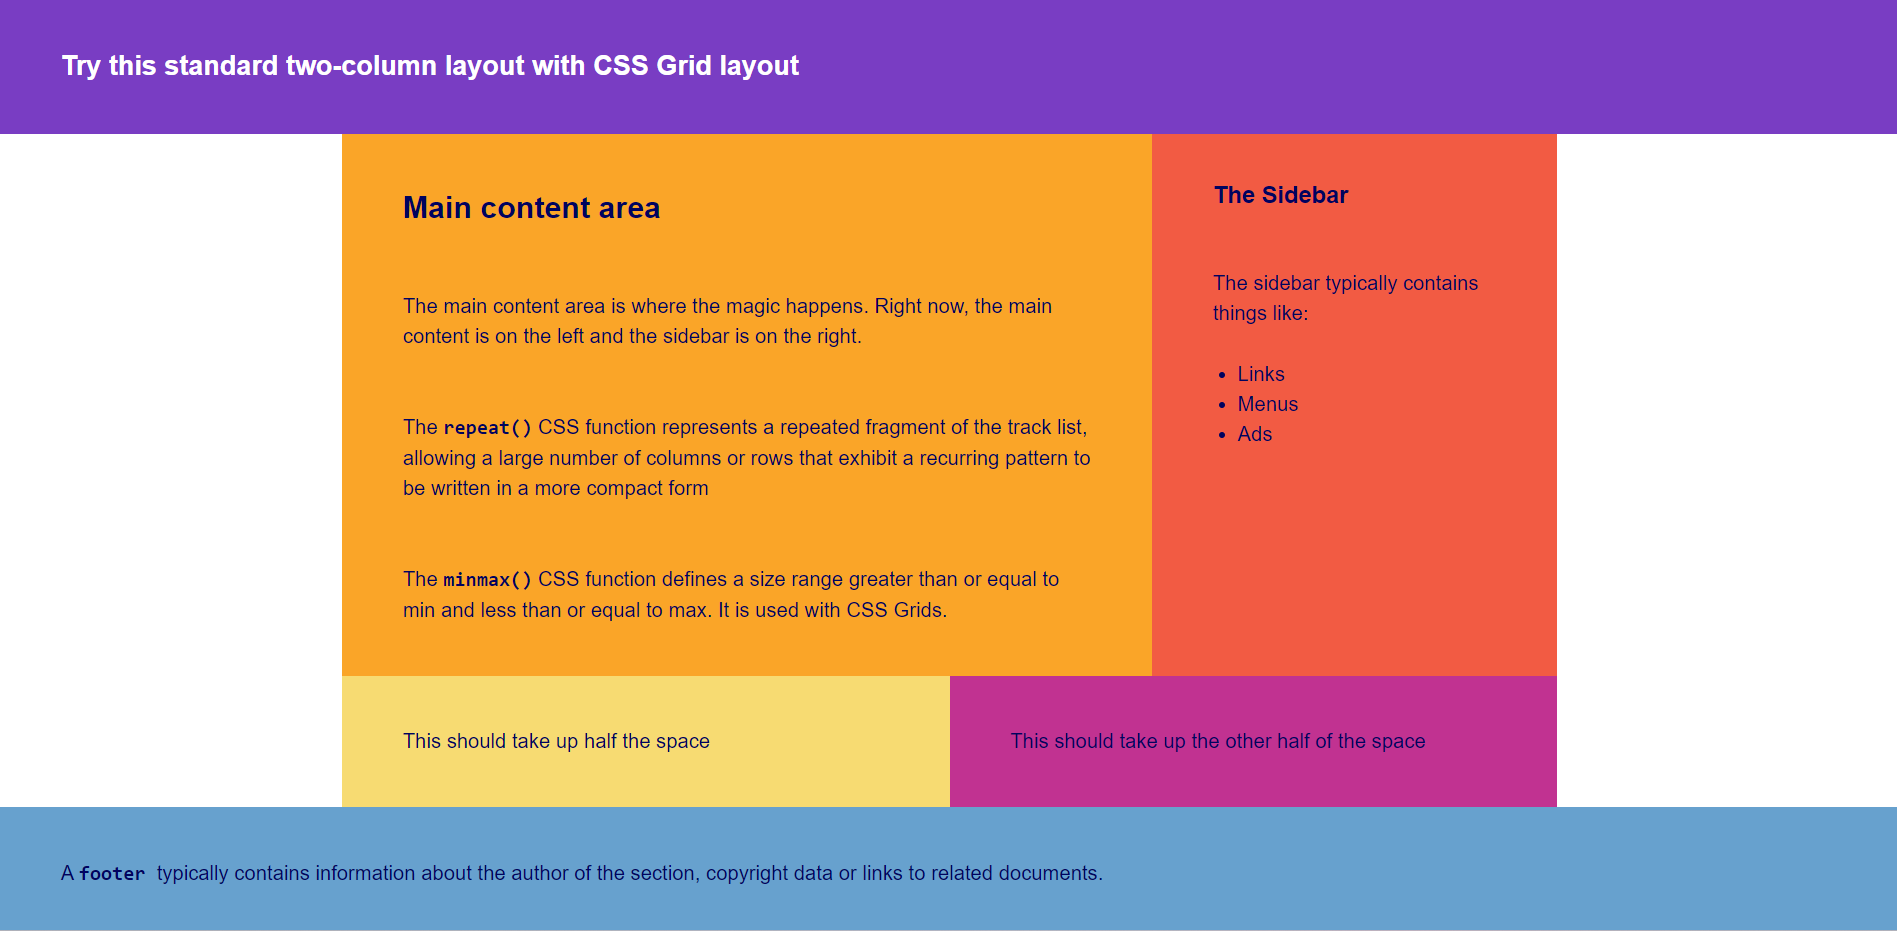 Try this standard two-column layout with CSS Grid layout
Main content area
The main content area is where the magic happens. Right now, the main
content is on the left and the sidebar is on the right.
The repeat() CSS function represents a repeated fragment of the track list,
allowing a large number of columns or rows that exhibit a recurring pattern to
be written in a more compact form
The minmax() CSS function defines a size range greater than or equal to
min and less than or equal to max. It is used with CSS Grids.
The Sidebar
The sidebar typically contains
things like:
• Links
• Menus
• Ads
This should take up half the space
This should take up the other half of the space
A footer typically contains information about the author of the section, copyright data or links to related documents.